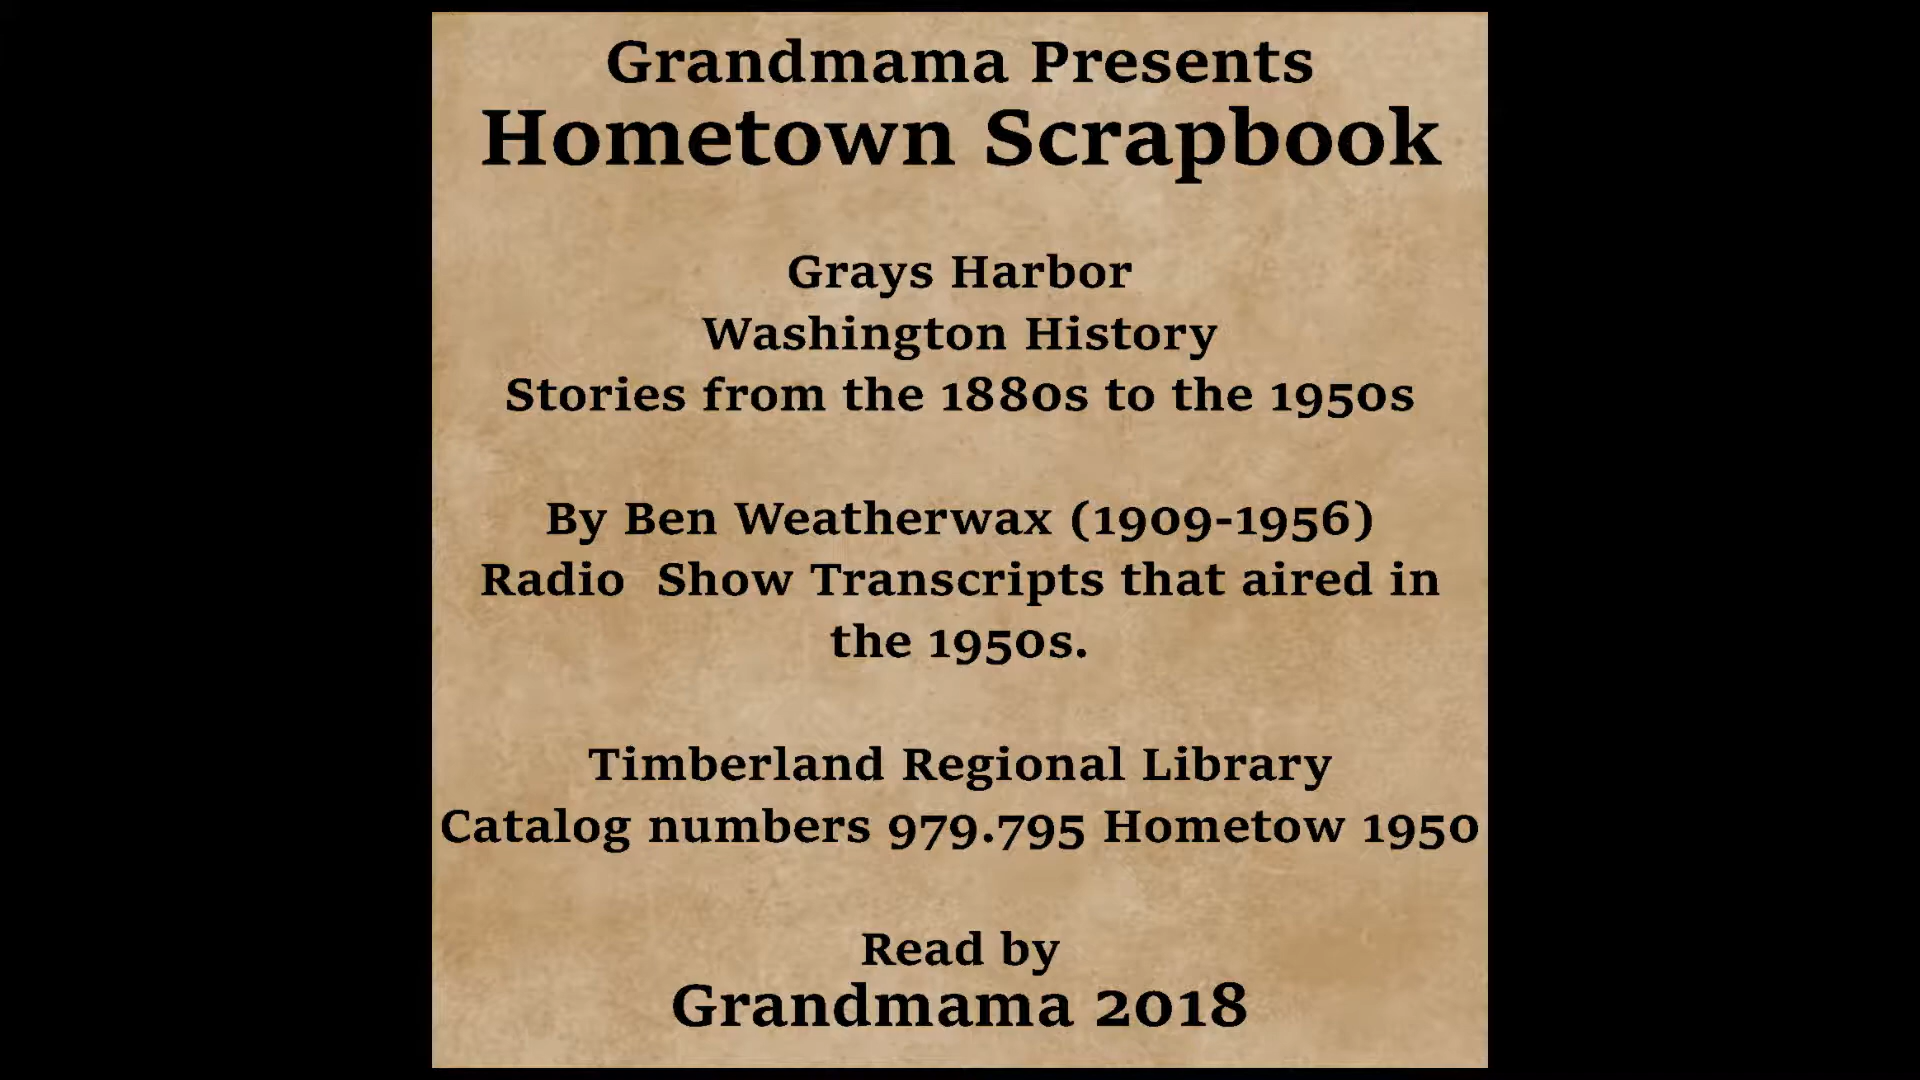 Grandmama Presents
Hometown Scrapbook
Grays Harbor
Washington History
Stories from the 1880s to the 1950s
By Ben Weatherwax (1909-1956)
Radio  Show Transcripts that aired in
the 1950s.
Timberland Regional Library
Catalog numbers 979.795 Hometow 1950
Read by
Grandmama 2018